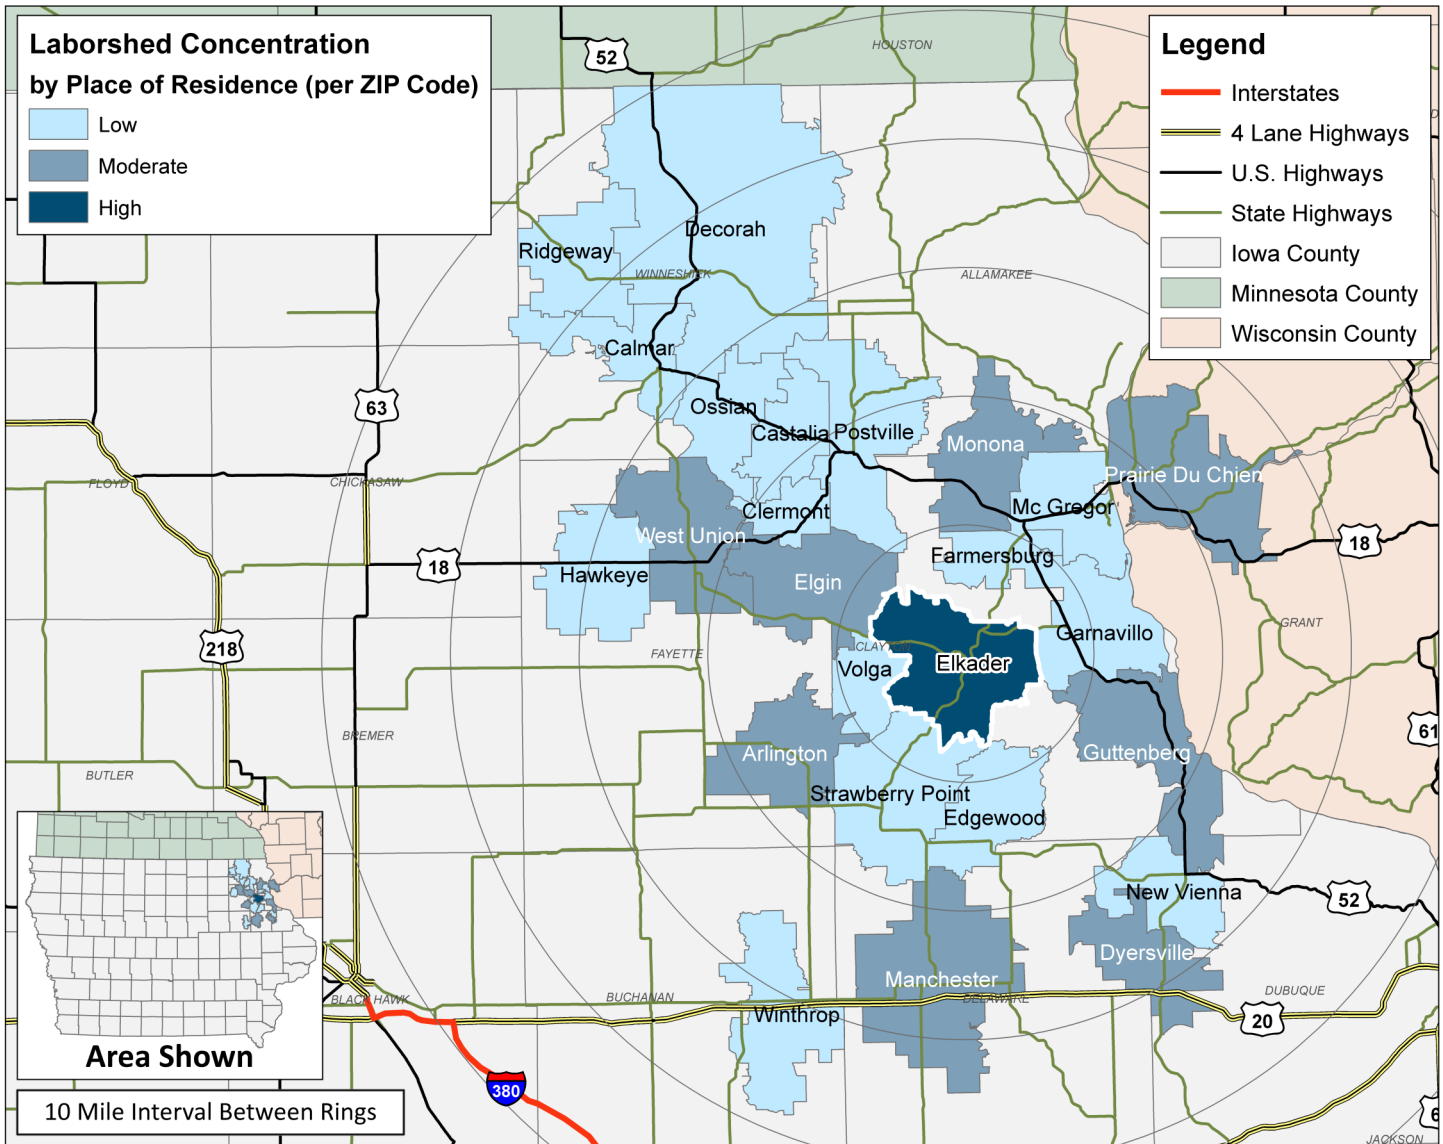 Laborshed Concentration
by Place of Residence (per ZIP Code)
Low
Moderate
High
Legend
Interstates
4 Lane Highways
U.S. Highways
State Highways
Iowa County
Minnesota County
Wisconsin County
52
HOUSTON
Decorah
Ridgeway
WINNESHIEK
ALLAMAKEE
Calmar
63
Ossian
Castalia
Postville
Monona
Prairie Du Chien
FLOYD
CHICKASAW
Clermont
Mc Gregor
West Union
18
18
Farmersburg
Hawkeye
Elgin
GRANT
218
Garnavillo
CLAYTON
FAYETTE
Volga
Elkader
61
BREMER
Arlington
Guttenberg
BUTLER
Strawberry Point
Edgewood
New Vienna
52
Dyersville
Manchester
BLACK HAWK
BUCHANAN
DELAWARE
DUBUQUE
Winthrop
20
Area Shown
380
10 Mile Interval Between Rings
6
JACKSON